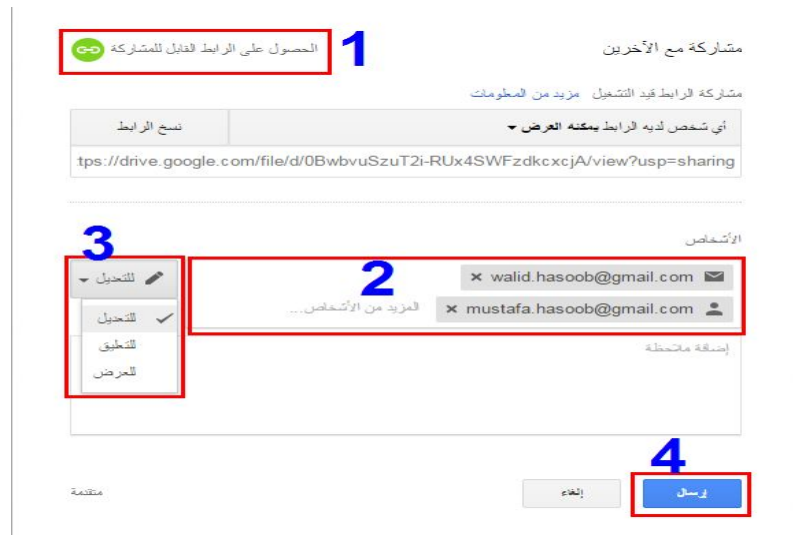 مشاركة مع الآخرين
الحصول على الرابط القابل للمشاركة
1
مشاركة الرابط قيد التشغيل مزيد من المعلومات
أي شخص لديه الرابط يمكنه العرض
نسخ الرابط
tps://drive.google.com/file/d/0BwbvuSzuT2i-RUx4SWFzdkcxcjA/view?usp=sharing
الأشخاص
3
2
walid.hasoob@gmail.com ×
للتعديل
mustafa.hasoob@gmail.com ×
المزيد من الأشخاص...
للتعديل
للتعليق
للعرض
إضافة ملاحظة
4
إرسال
إلغاء
متقدمة